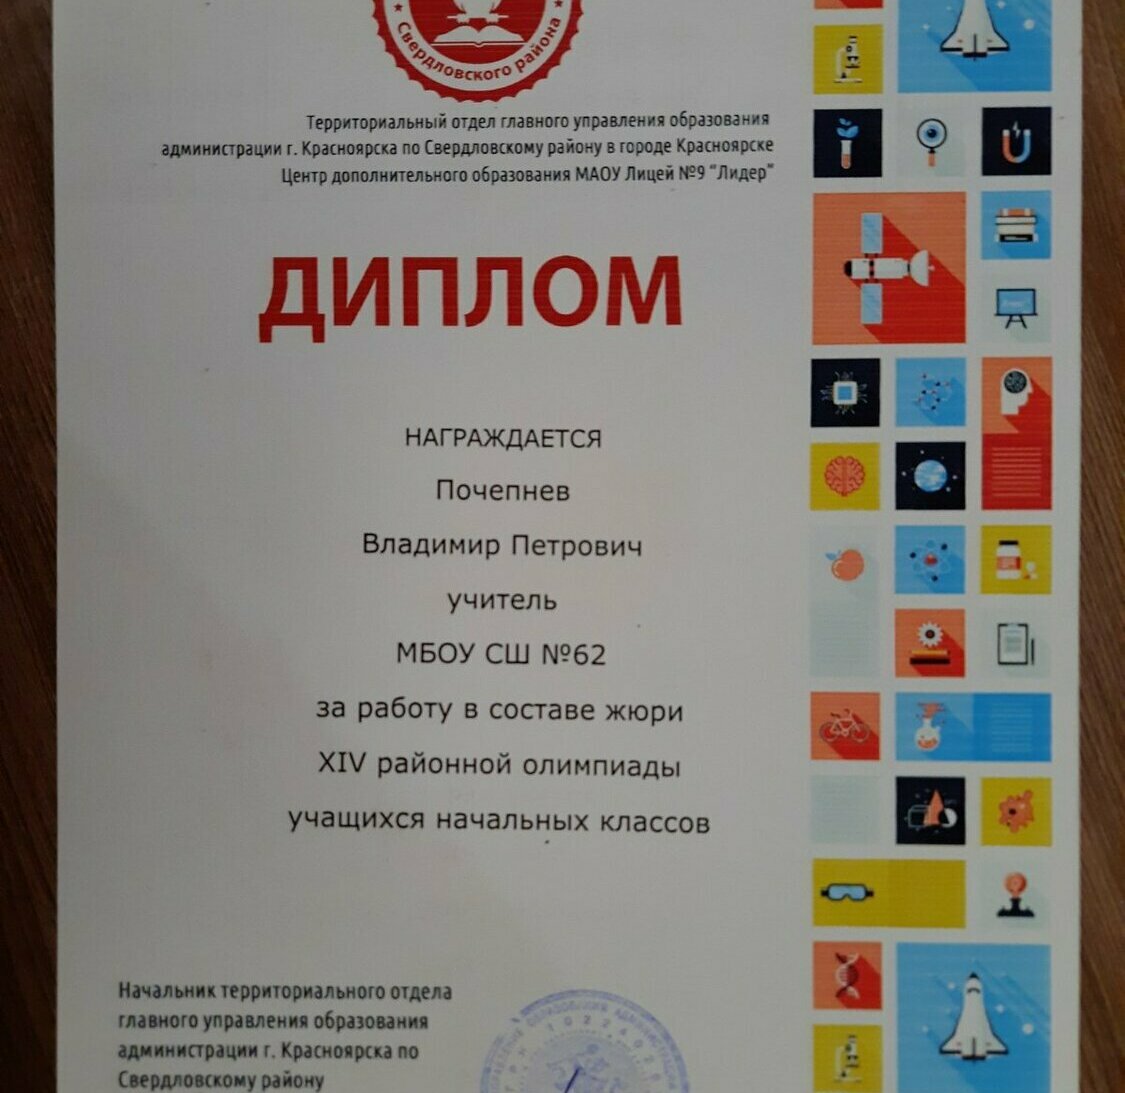 Свердловского района
Территориальный отдел главного управления образования
администрации г. Красноярска по Свердловскому району в городе Красноярске
Центр дополнительного образования МАОУ Лицей №9 “Лидер”
ДИПЛОМ
НАГРАЖДАЕТСЯ
Почепнев
Владимир Петрович
учитель
МБОУ СШ №62
за работу в составе жюри
XIV районной олимпиады
учащихся начальных классов
Начальник территориального отдела
главного управления образования
администрации г. Красноярска по
Свердловскому району